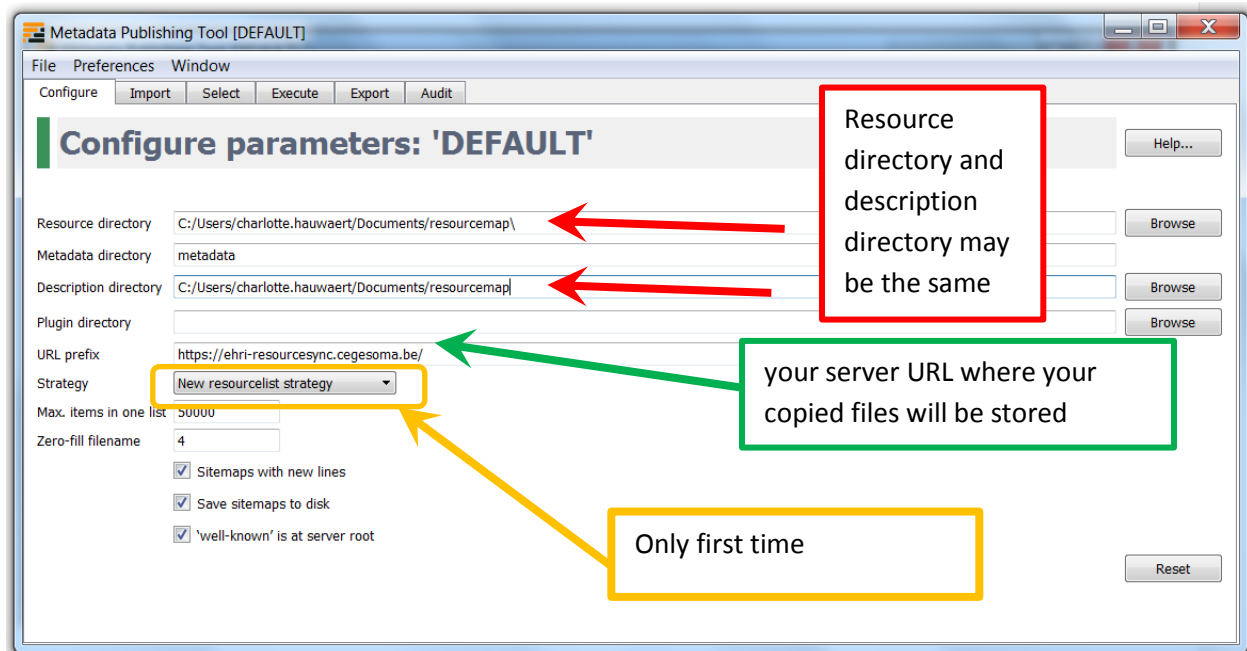 Metadata Publishing Tool [DEFAULT]
File Preferences Window
Configure Import Select Execute Export Audit
Configure parameters: 'DEFAULT'
Help...
Resource directory C:/Users/charlotte.hauwaert/Documents/resourcemap\ Browse
Metadata directory metadata
Description directory C:/Users/charlotte.hauwaert/Documents/resourcemap Browse
Plugin directory Browse
URL prefix https://ehri-resourcesync.cegesoma.be/
Strategy New resourcelist strategy
Max. items in one list 50000
Zero-fill filename 4
Sitemaps with new lines
Save sitemaps to disk
'well-known' is at server root
Reset
Resource
directory and
description
directory may
be the same
your server URL where your
copied files will be stored
Only first time